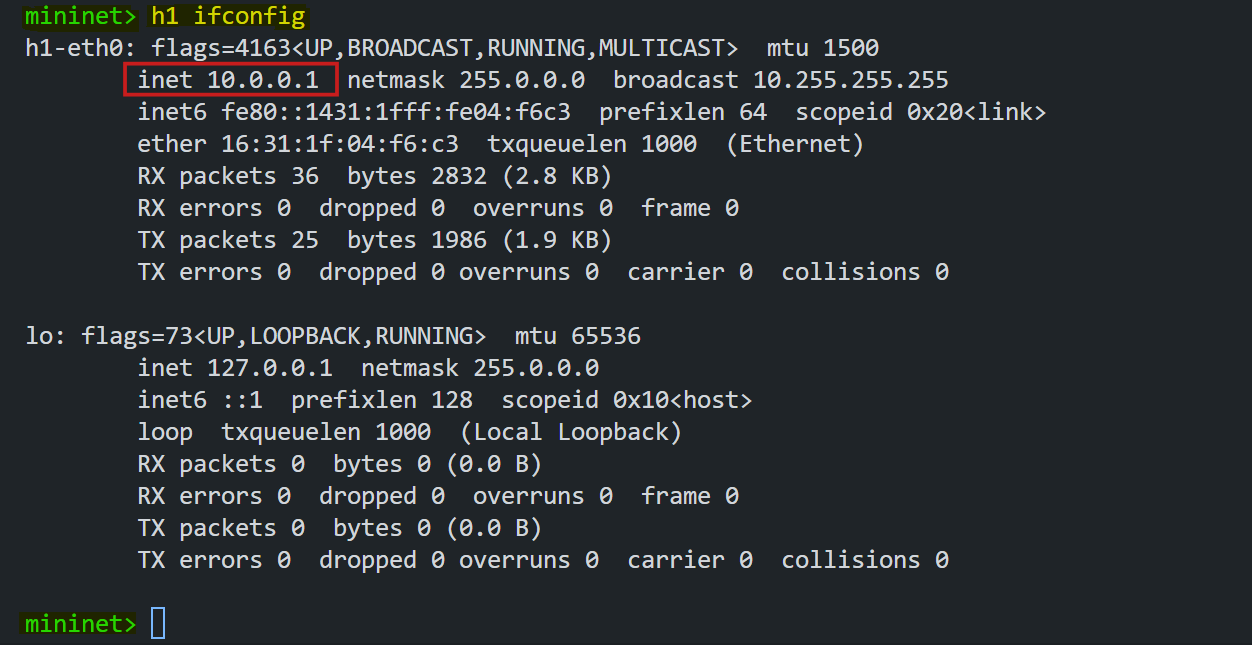 mininet> h1 ifconfig
h1-eth0: flags=4163<UP,BROADCAST,RUNNING,MULTICAST>  mtu 1500
        inet 10.0.0.1  netmask 255.0.0.0  broadcast 10.255.255.255
        inet6 fe80::1431:1fff:fe04:f6c3  prefixlen 64  scopeid 0x20<link>
        ether 16:31:1f:04:f6:c3  txqueuelen 1000  (Ethernet)
        RX packets 36  bytes 2832 (2.8 KB)
        RX errors 0  dropped 0  overruns 0  frame 0
        TX packets 25  bytes 1986 (1.9 KB)
        TX errors 0  dropped 0 overruns 0  carrier 0  collisions 0

lo: flags=73<UP,LOOPBACK,RUNNING>  mtu 65536
        inet 127.0.0.1  netmask 255.0.0.0
        inet6 ::1  prefixlen 128  scopeid 0x10<host>
        loop  txqueuelen 1000  (Local Loopback)
        RX packets 0  bytes 0 (0.0 B)
        RX errors 0  dropped 0  overruns 0  frame 0
        TX packets 0  bytes 0 (0.0 B)
        TX errors 0  dropped 0 overruns 0  carrier 0  collisions 0

mininet>